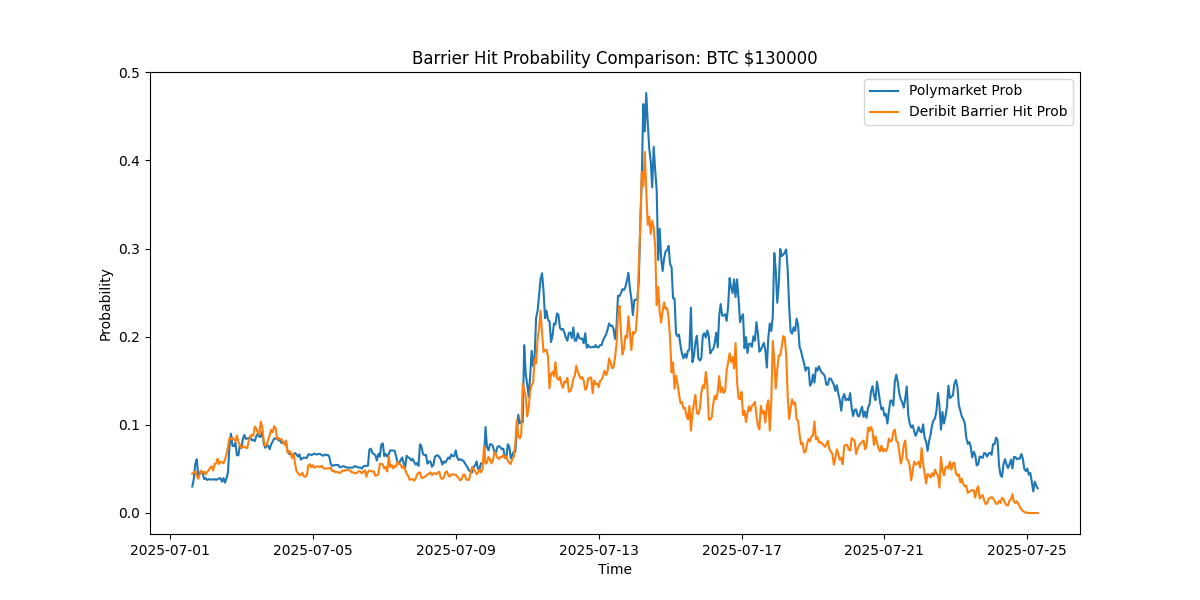 Barrier Hit Probability Comparison: BTC $130000
Polymarket Prob
Deribit Barrier Hit Prob
Probability
0.5
0.4
0.3
0.2
0.1
0.0
2025-07-01 2025-07-05 2025-07-09 2025-07-13 2025-07-17 2025-07-21 2025-07-25
Time